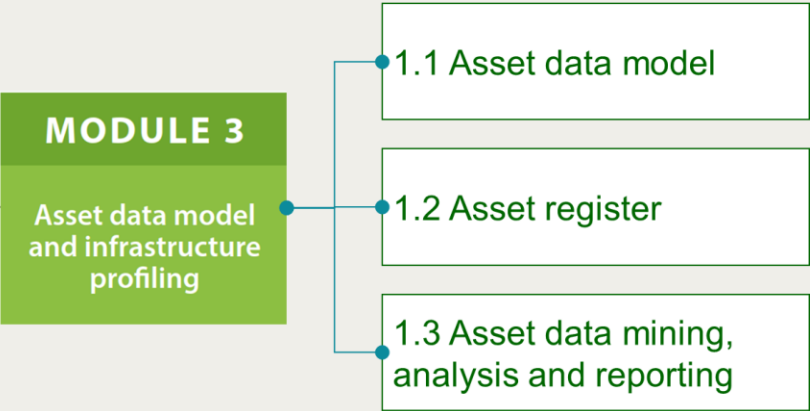 MODULE 3
Asset data model
and infrastructure
profiling
1.1 Asset data model
1.2 Asset register
1.3 Asset data mining,
analysis and reporting